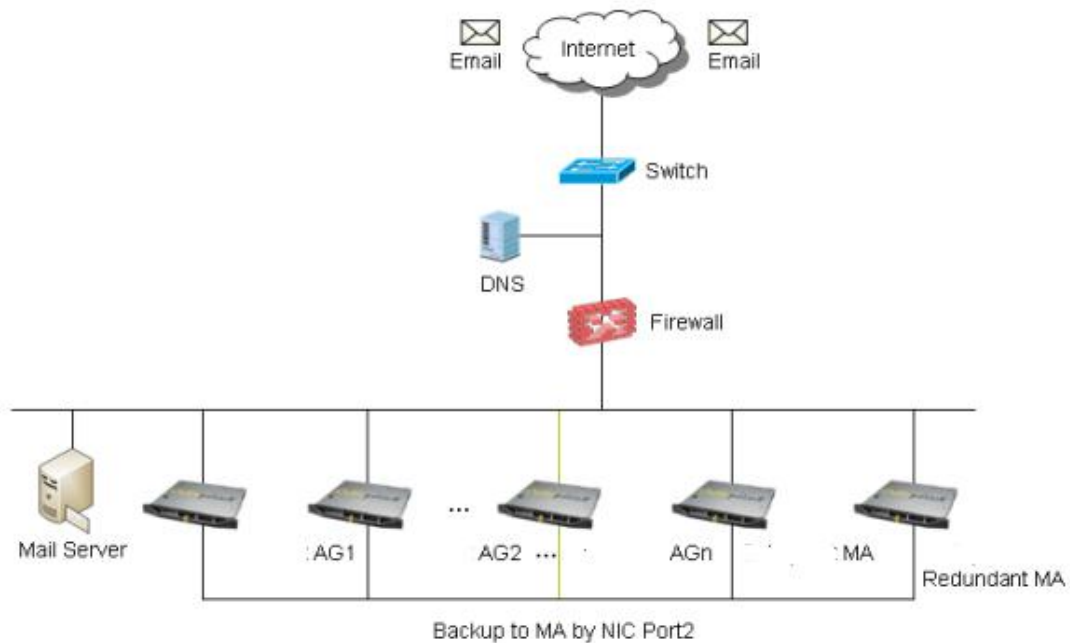 Internet
Email
Email
Switch
DNS
Firewall
Mail Server
: AG1
...
AG2 ...
AGn
: MA
Redundant MA
Backup to MA by NIC Port2